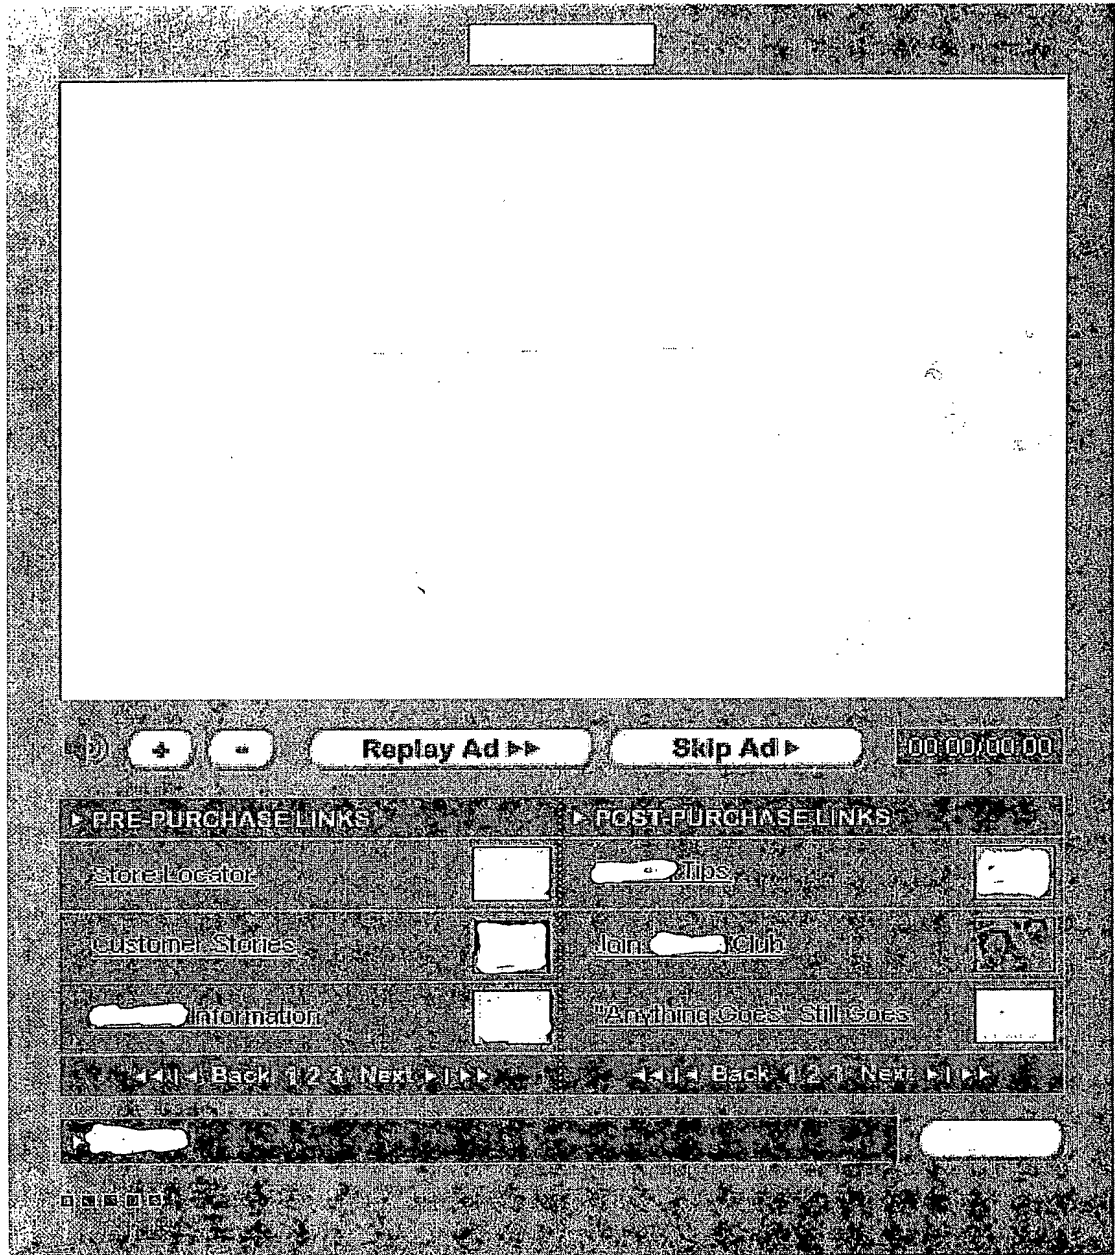 + - Replay Ad ▶▶ Skip Ad ▶ 00:00/00:00
▶ PRE-PURCHASE LINKS ▶ POST-PURCHASE LINKS
Store Locator Tips
Customer Stories Join Club
Information "Anything Goes" Still Goes
◀◀ | ◀ Back 1 2 3 Next ▶ | ▶▶ ◀◀ | ◀ Back 1 2 3 Next ▶ | ▶▶